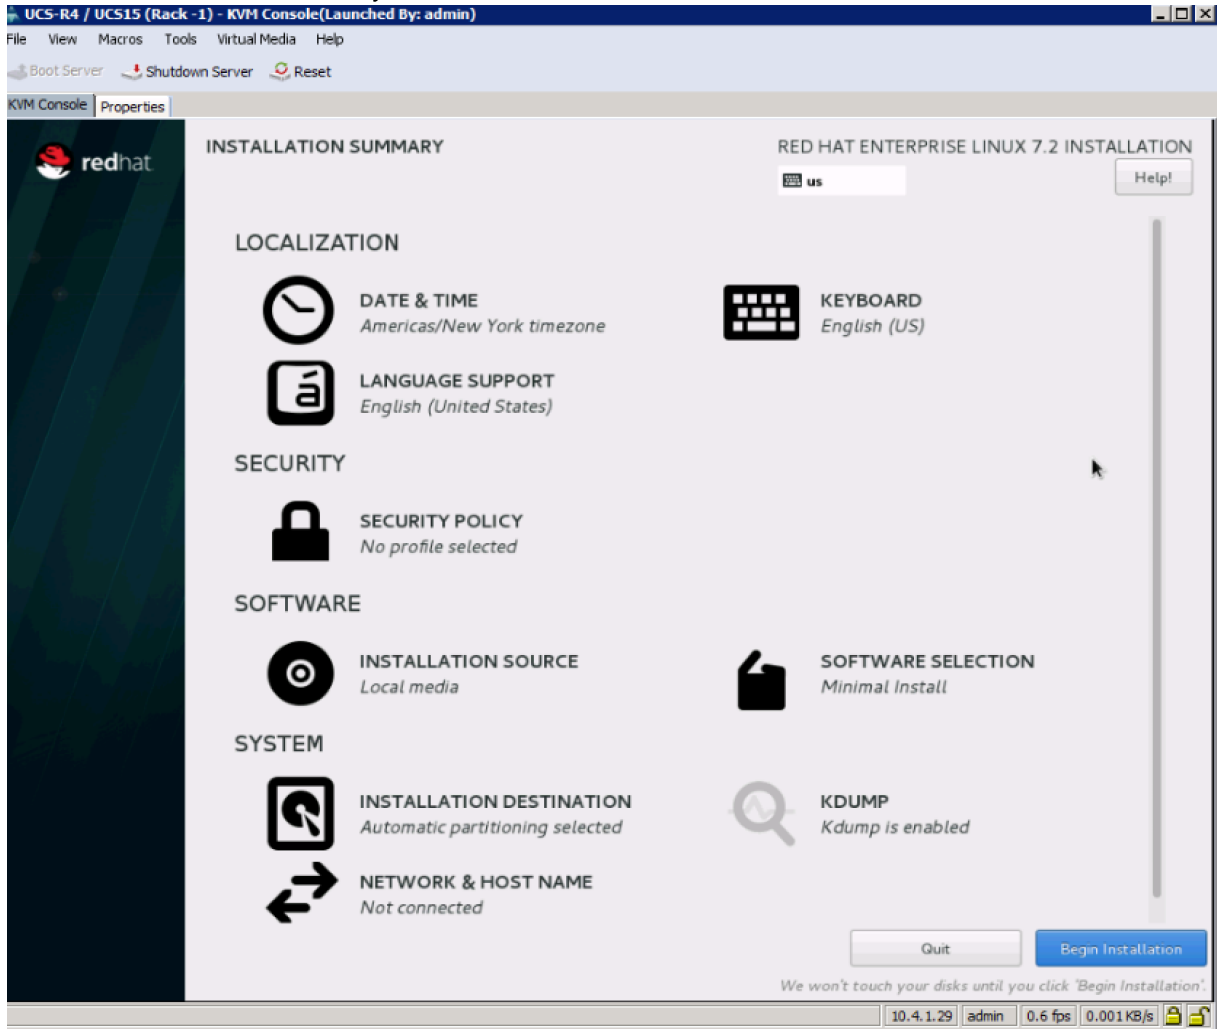 UCS-R4 / UCS15 (Rack -1) - KVM Console(Launched By: admin)
File View Macros Tools Virtual Media Help
Boot Server Shutdown Server Reset
KVM Console Properties
redhat
INSTALLATION SUMMARY
RED HAT ENTERPRISE LINUX 7.2 INSTALLATION
us
Help!
LOCALIZATION
DATE & TIME
Americas/New York timezone
KEYBOARD
English (US)
á
LANGUAGE SUPPORT
English (United States)
SECURITY
SECURITY POLICY
No profile selected
SOFTWARE
INSTALLATION SOURCE
Local media
SOFTWARE SELECTION
Minimal Install
SYSTEM
INSTALLATION DESTINATION
Automatic partitioning selected
KDUMP
Kdump is enabled
NETWORK & HOST NAME
Not connected
Quit
Begin Installation
We won't touch your disks until you click 'Begin Installation'.
10.4.1.29 admin 0.6 fps 0.001 KB/s